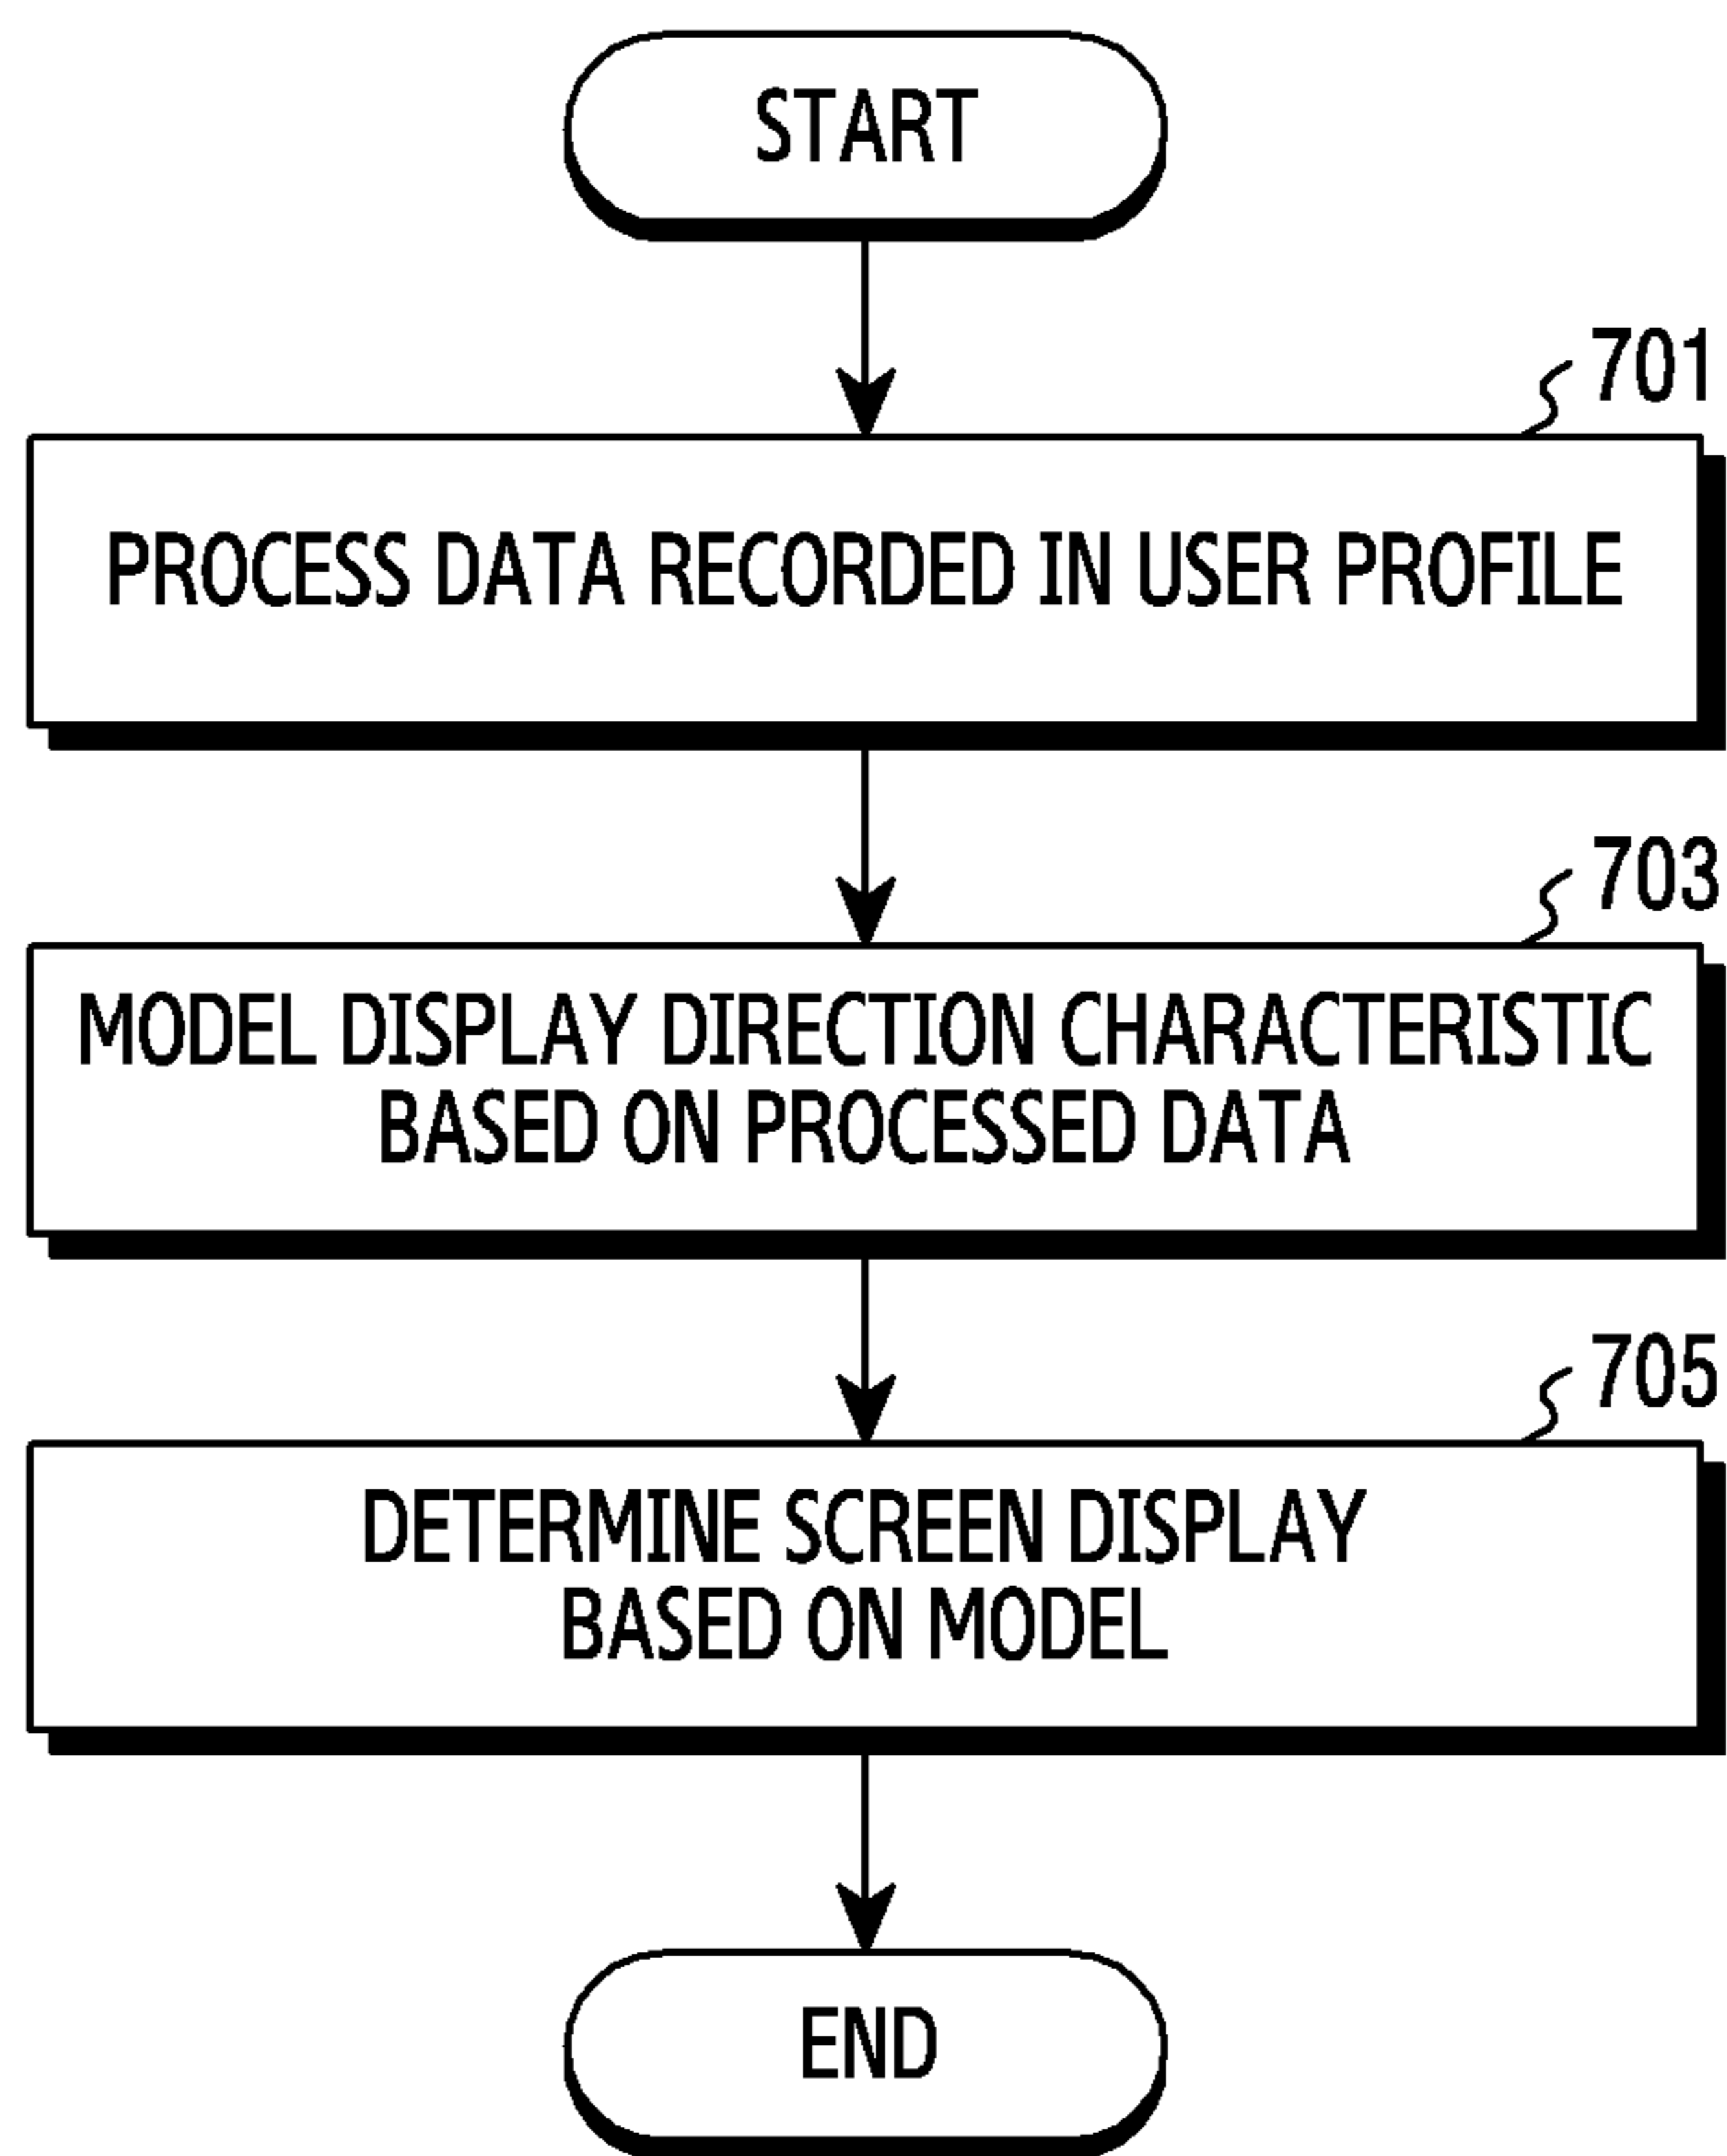 START
701
PROCESS DATA RECORDED IN USER PROFILE
703
MODEL DISPLAY DIRECTION CHARACTERISTIC
BASED ON PROCESSED DATA
705
DETERMINE SCREEN DISPLAY
BASED ON MODEL
END